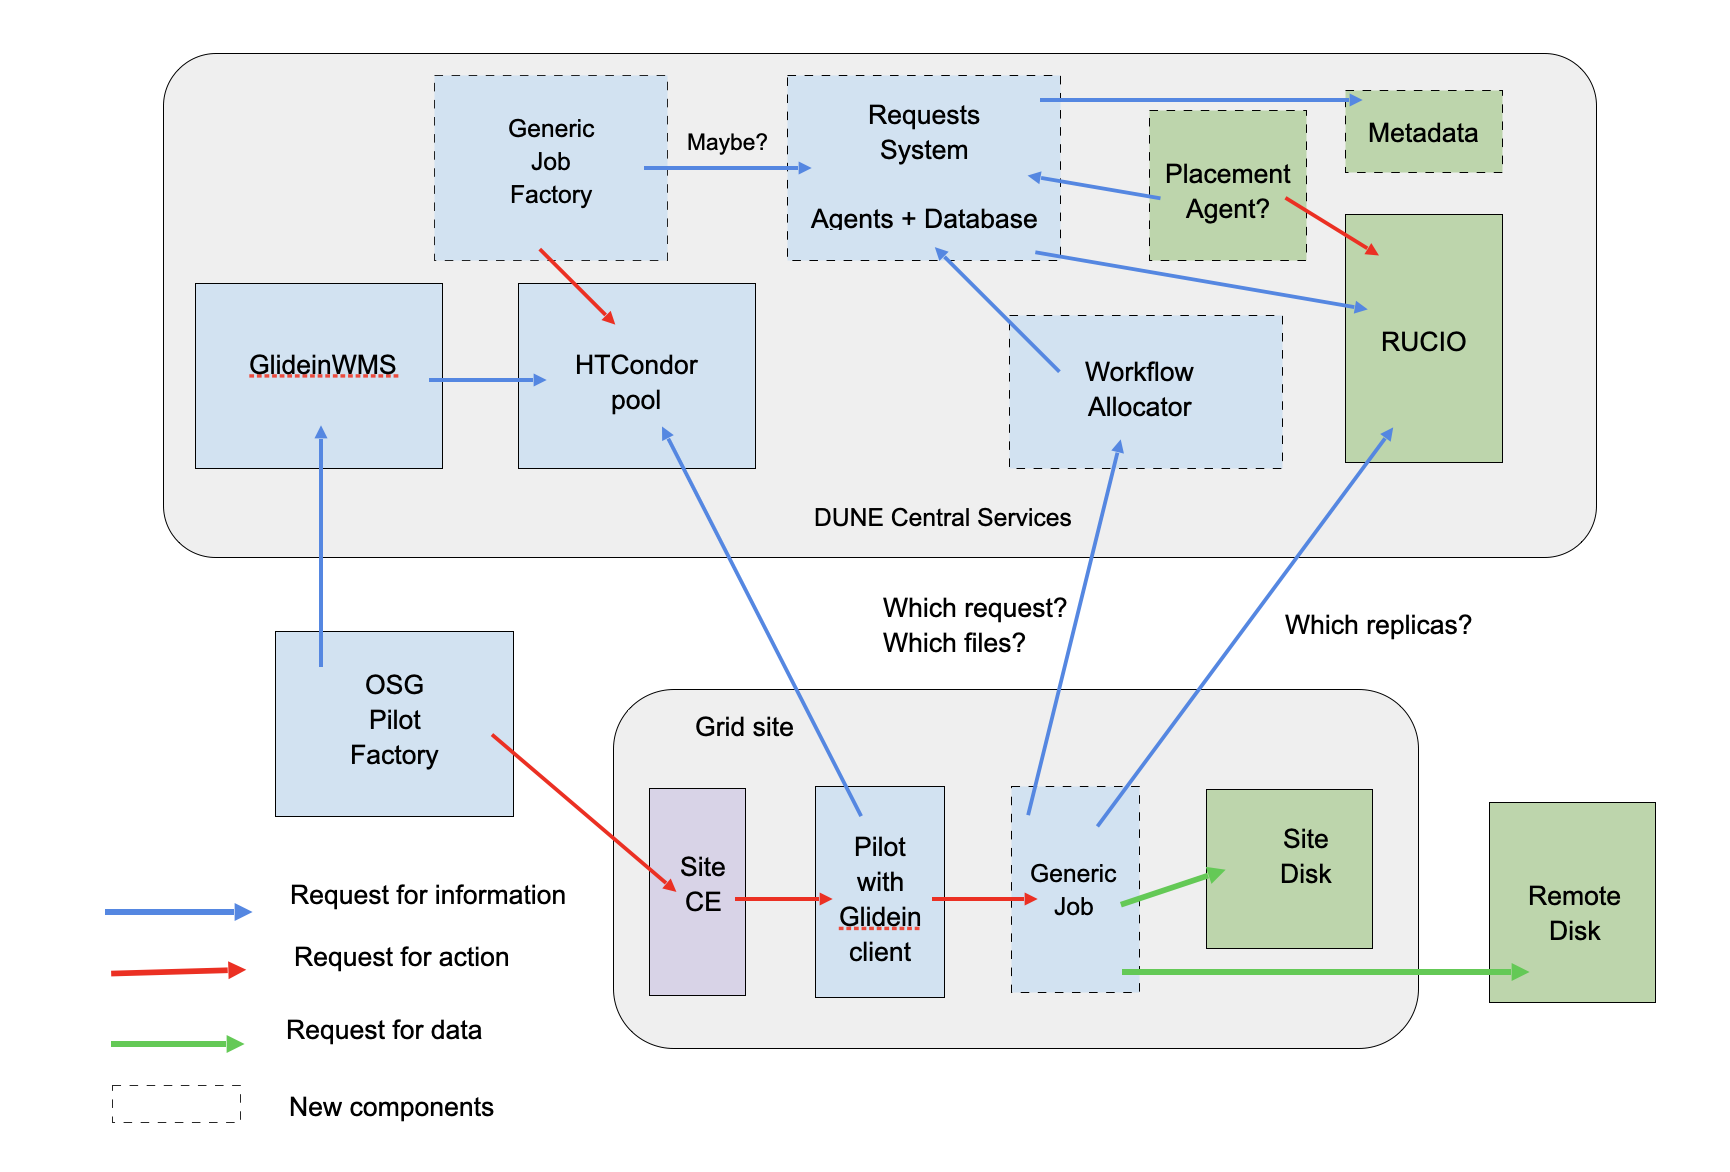 Generic
Job
Factory
Maybe?
Requests
System
Agents + Database
Placement
Agent?
Metadata
GlideinWMS
HTCondor
pool
Workflow
Allocator
RUCIO
DUNE Central Services
Which request?
Which files?
Which replicas?
OSG
Pilot
Factory
Grid site
Site
CE
Pilot
with
Glidein
client
Generic
Job
Site
Disk
Remote
Disk
Request for information
Request for action
Request for data
New components